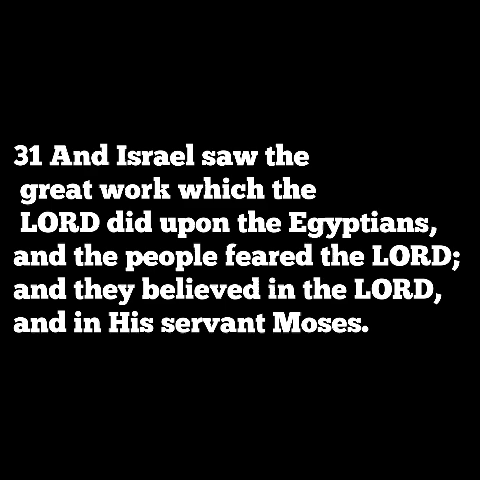 31 And Israel saw the
great work which the
LORD did upon the Egyptians,
and the people feared the LORD;
and they believed in the LORD,
and in His servant Moses.